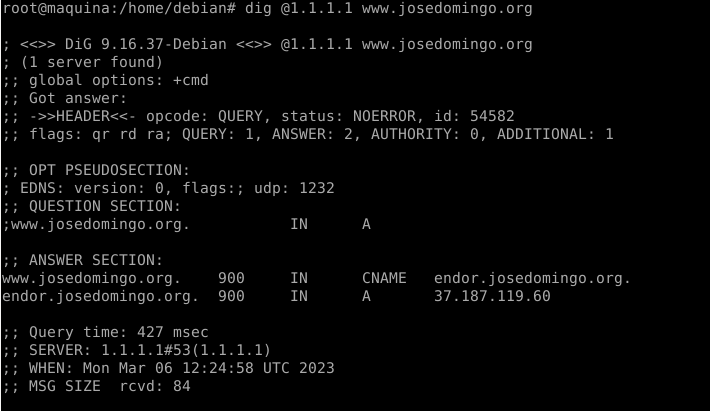 root@maquina:/home/debian# dig @1.1.1.1 www.josedomingo.org

; <<>> DiG 9.16.37-Debian <<>> @1.1.1.1 www.josedomingo.org
; (1 server found)
;; global options: +cmd
;; Got answer:
;; ->>HEADER<<- opcode: QUERY, status: NOERROR, id: 54582
;; flags: qr rd ra; QUERY: 1, ANSWER: 2, AUTHORITY: 0, ADDITIONAL: 1

;; OPT PSEUDOSECTION:
; EDNS: version: 0, flags:; udp: 1232
;; QUESTION SECTION:
;www.josedomingo.org. IN A

;; ANSWER SECTION:
www.josedomingo.org. 900 IN CNAME endor.josedomingo.org.
endor.josedomingo.org. 900 IN A 37.187.119.60

;; Query time: 427 msec
;; SERVER: 1.1.1.1#53(1.1.1.1)
;; WHEN: Mon Mar 06 12:24:58 UTC 2023
;; MSG SIZE rcvd: 84